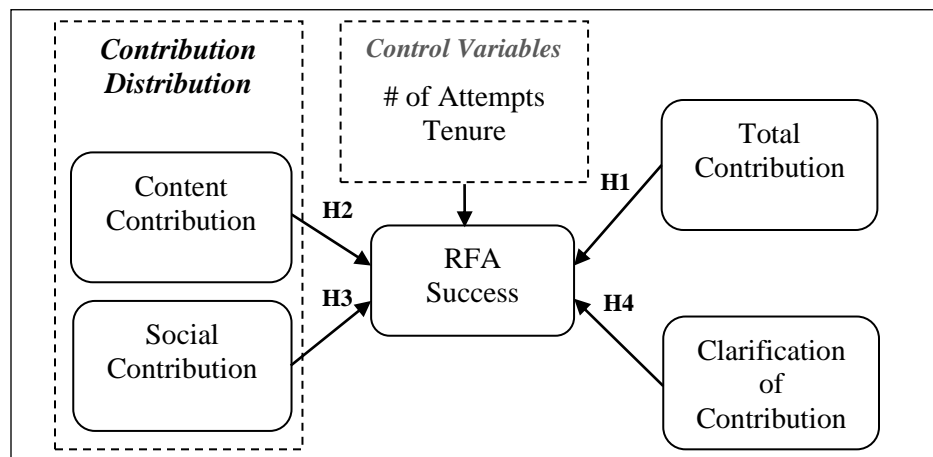 Contribution
Distribution
Content
Contribution
Social
Contribution
H2
H3
Control Variables
# of Attempts
Tenure
RFA
Success
H1
H4
Total
Contribution
Clarification
of
Contribution